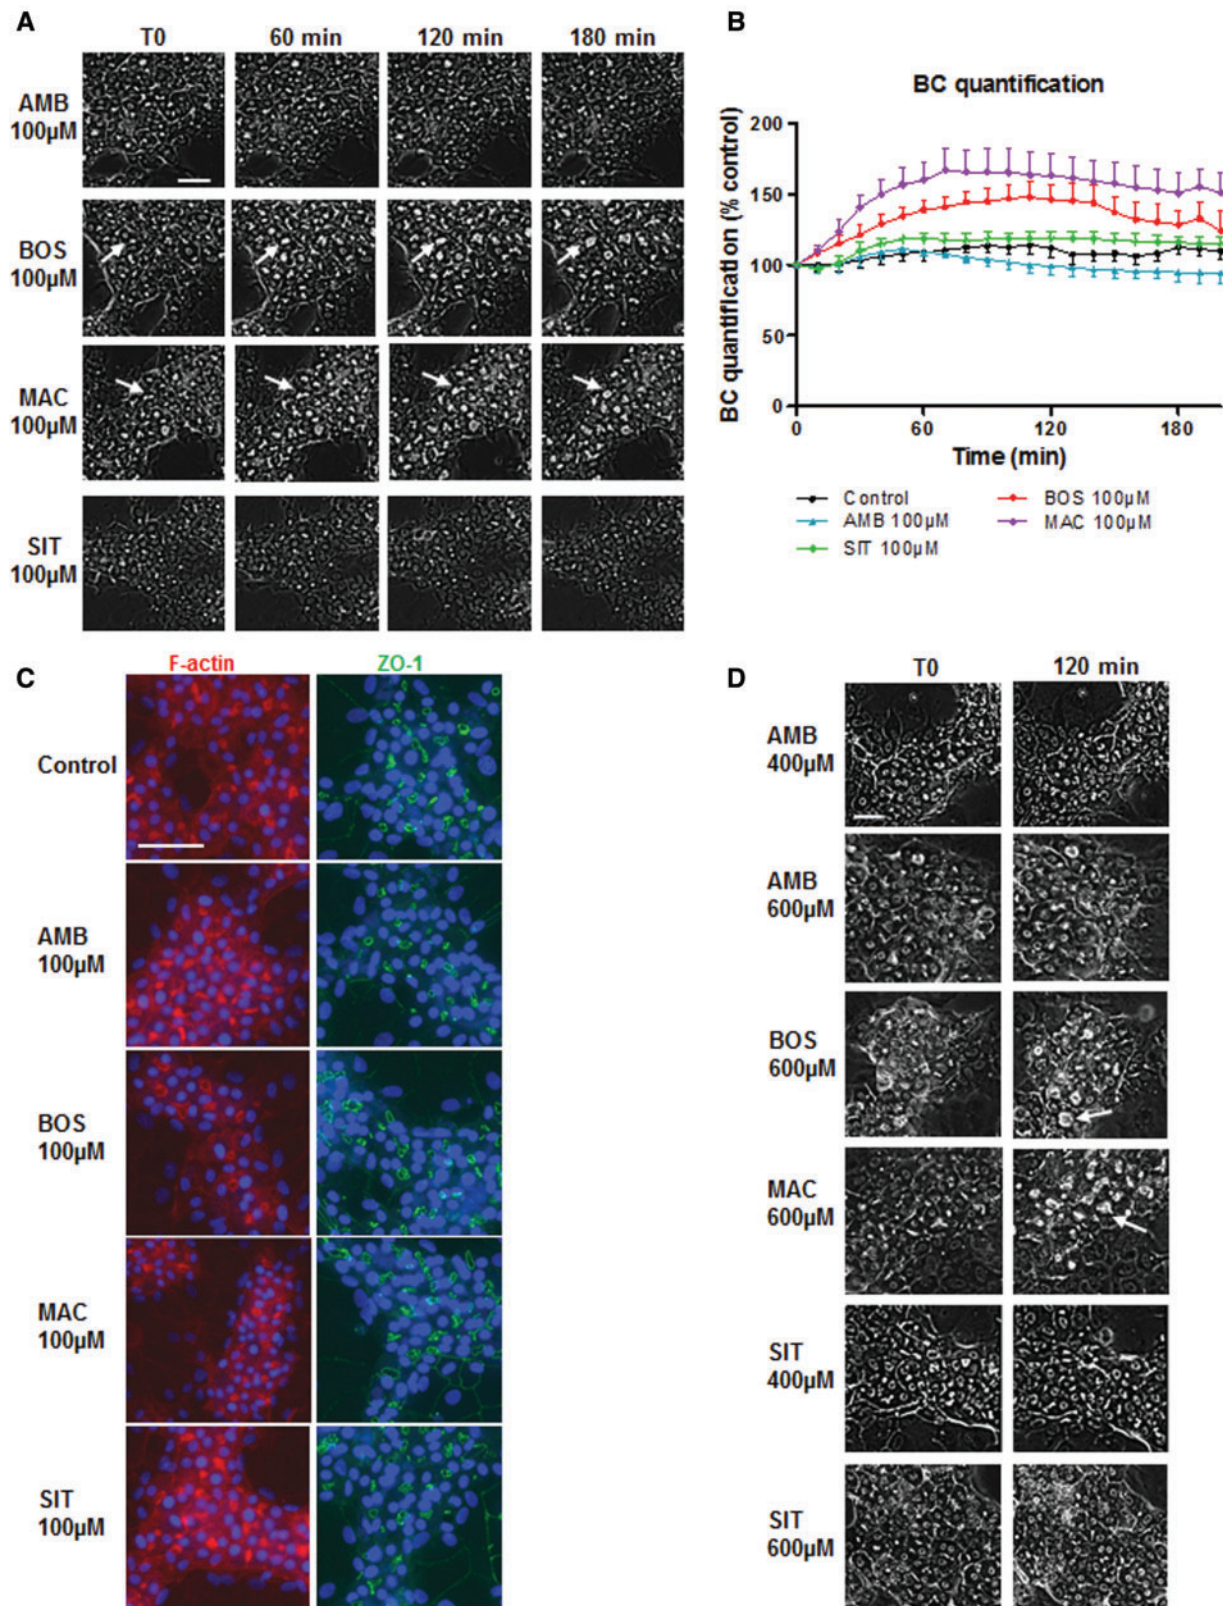 A
T0 60 min 120 min 180 min
AMB
100µM
BOS
100µM
MAC
100µM
SIT
100µM
B
BC quantification
BC quantification (% control)
200
150
100
50
0
0 60 120 180
Time (min)
Control
AMB 100µM
SIT 100µM
BOS 100µM
MAC 100µM
C
F-actin ZO-1
Control
AMB
100µM
BOS
100µM
MAC
100µM
SIT
100µM
D
T0 120 min
AMB
400µM
AMB
600µM
BOS
600µM
MAC
600µM
SIT
400µM
SIT
600µM